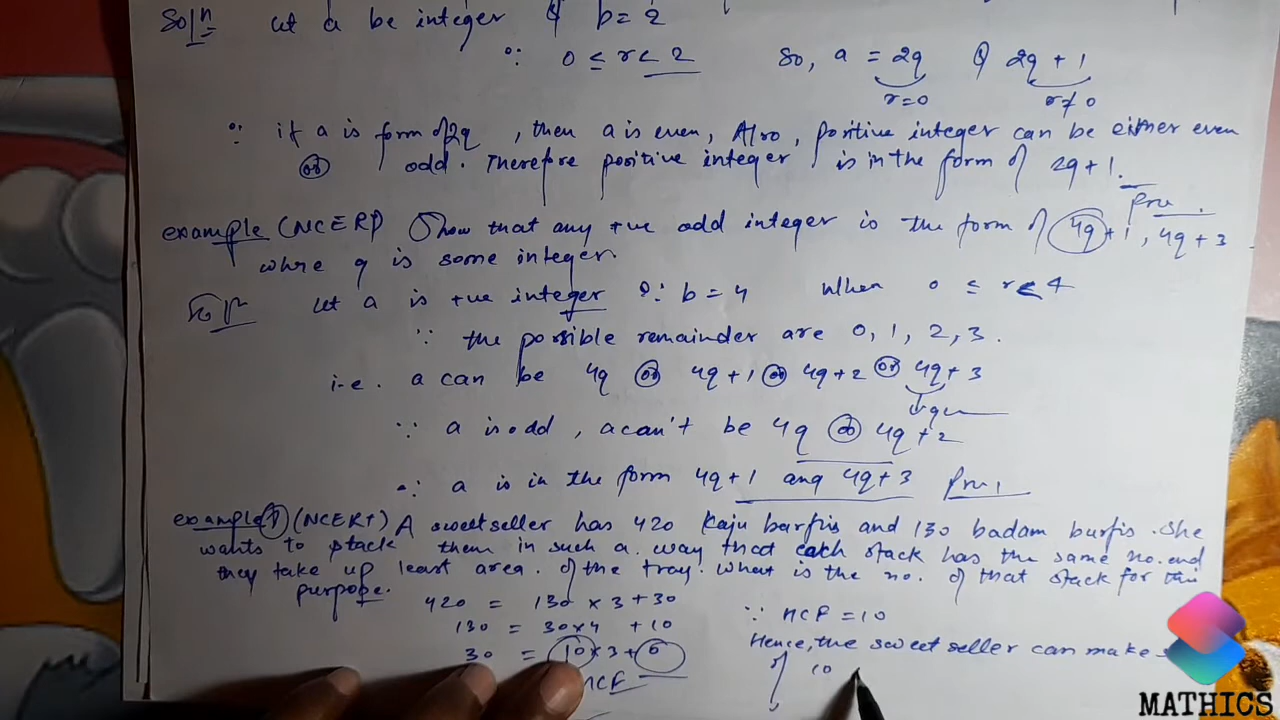 Soln let a be integer & b = 2
∵ 0 ≤ r < 2 So, a = 2q & 2q + 1
r=0 r≠0
∵ if a is form of 2q , then a is even, Also, positive integer can be either even
or odd. Therefore positive integer is in the form of 2q + 1.
example (NCERT) Show that any +ve odd integer is the form of 4q + 1, 4q + 3
whre q is some integer.
Let a is +ve integer ∵ b = 4 When 0 ≤ r < 4
∵ the possible remainder are 0, 1, 2, 3.
i-e. a can be 4q or 4q + 1 or 4q + 2 or 4q + 3
∵ a is odd, a can't be 4q or 4q + 2
∴ a is in the form 4q + 1 and 4q + 3
example (NCERT) A sweetseller has 420 Kaju barfis and 130 badam burfis. She
wants to stack them in such a way that each stack has the same no. and
they take up least area. of the tray. What is the no. of that stack for this
purpose.
420 = 130 × 3 + 30
130 = 30 × 4 + 10
30 = 10 × 3 + 0
HCF
∵ HCF = 10
Hence, the sweet seller can make
of 10
MATHICS